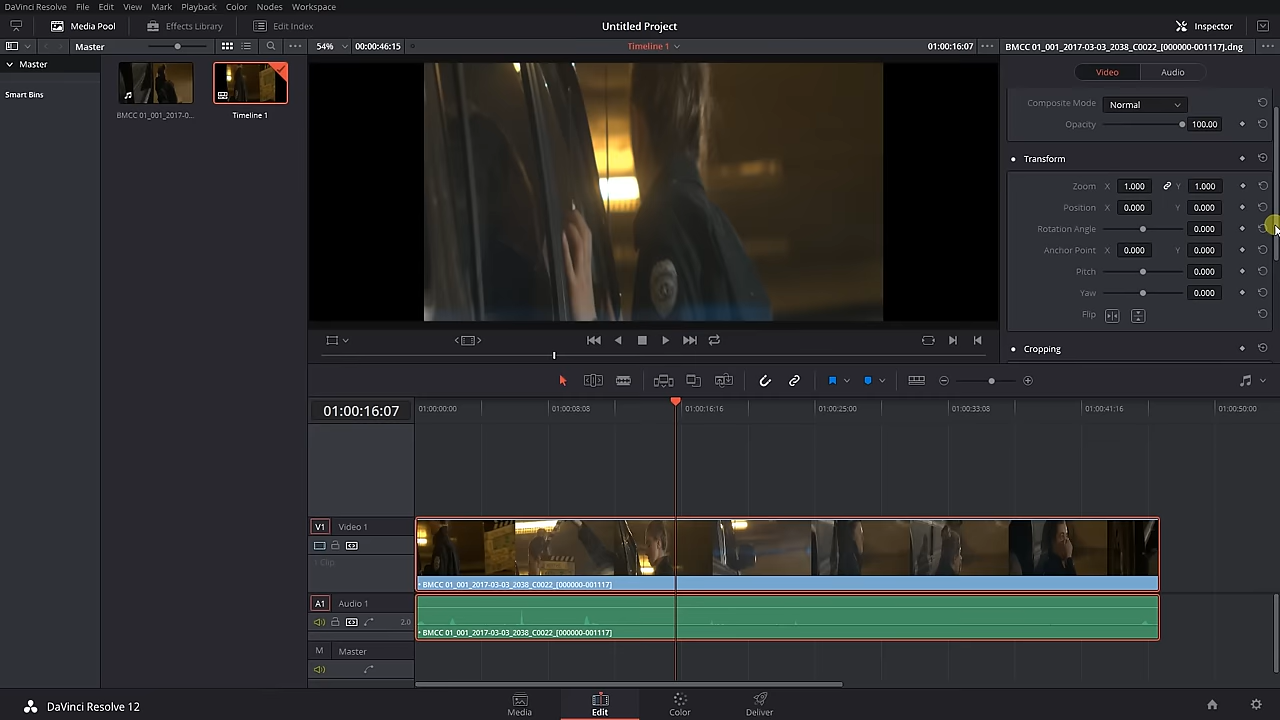 DaVinci Resolve File Edit View Mark Playback Color Nodes Workspace
Media Pool Effects Library Edit Index Untitled Project Inspector
Master 54% 00:00:46:15 Timeline 1 01:00:16:07 BMCC 01_001_2017-03-03_2038_C0022_[000000-001117].dng
Master
Smart Bins
BMCC 01_001_2017-0...
Timeline 1
Video Audio
Composite Mode Normal
Opacity 100.00
Transform
Zoom X 1.000 Y 1.000
Position X 0.000 Y 0.000
Rotation Angle 0.000
Anchor Point X 0.000 Y 0.000
Pitch 0.000
Yaw 0.000
Flip
Cropping
01:00:16:07
01:00:00:00 01:00:08:08 01:00:16:16 01:00:25:00 01:00:33:08 01:00:41:16 01:00:50:00
V1 Video 1
1 Clip
BMCC 01_001_2017-03-03_2038_C0022_[000000-001117]
A1 Audio 1
2.0
BMCC 01_001_2017-03-03_2038_C0022_[000000-001117]
M Master
DaVinci Resolve 12
Media Edit Color Deliver